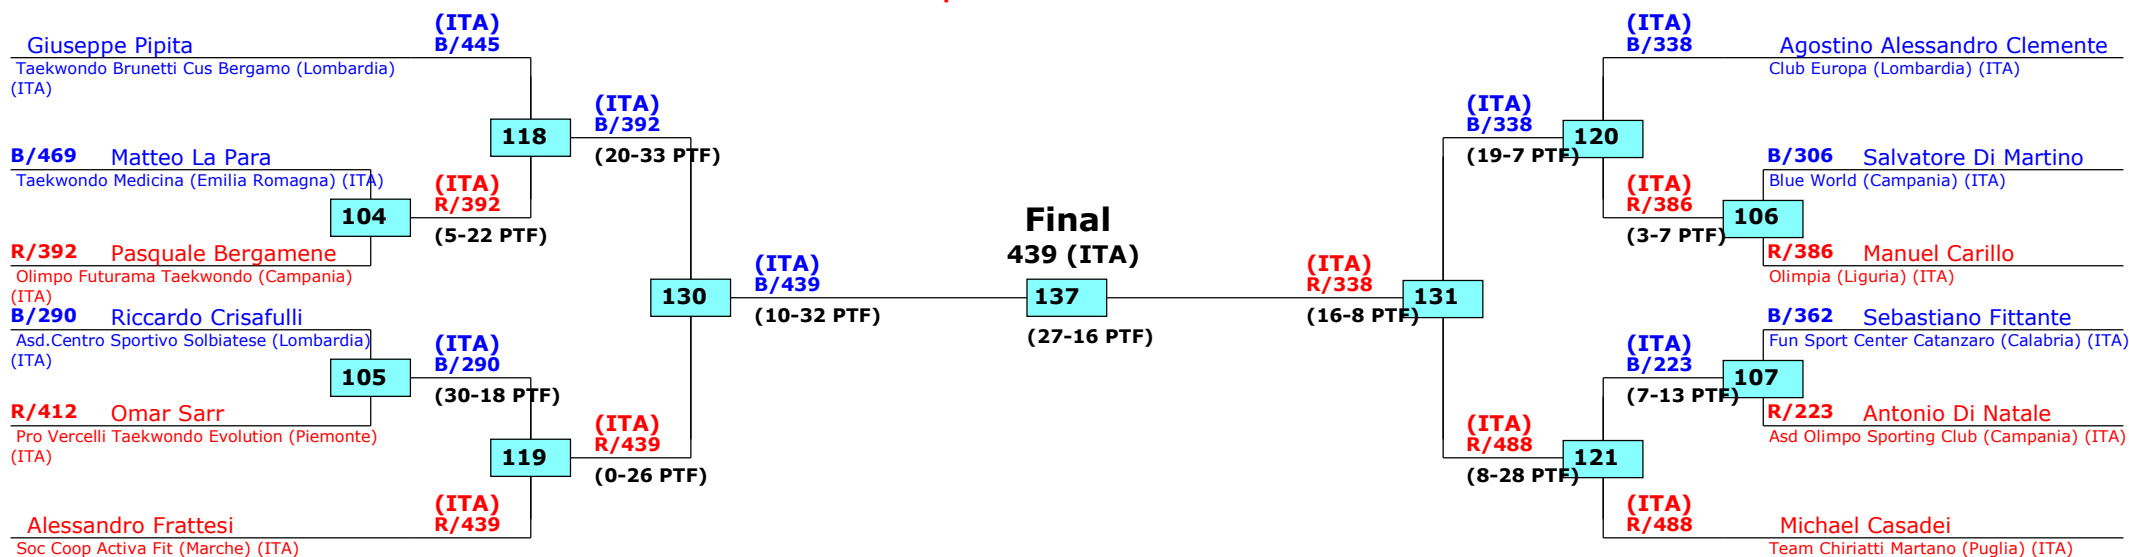 (ITA)
B/445
Giuseppe Pipita
Taekwondo Brunetti Cus Bergamo (Lombardia)
(ITA)
118
(ITA)
B/392
(20-33 PTF)
B/469 Matteo La Para
Taekwondo Medicina (Emilia Romagna) (ITA)
104
(ITA)
R/392
(5-22 PTF)
R/392 Pasquale Bergamene
Olimpo Futurama Taekwondo (Campania)
(ITA)
130
(ITA)
B/439
(10-32 PTF)
B/290 Riccardo Crisafulli
Asd.Centro Sportivo Solbiatese (Lombardia)
(ITA)
105
(ITA)
B/290
(30-18 PTF)
R/412 Omar Sarr
Pro Vercelli Taekwondo Evolution (Piemonte)
(ITA)
119
(ITA)
R/439
(0-26 PTF)
(ITA)
R/439
Alessandro Frattesi
Soc Coop Activa Fit (Marche) (ITA)
Final
439 (ITA)
137
(27-16 PTF)
(ITA)
B/338
Agostino Alessandro Clemente
Club Europa (Lombardia) (ITA)
(ITA)
B/338
120
(19-7 PTF)
B/306 Salvatore Di Martino
Blue World (Campania) (ITA)
(ITA)
R/386
106
(3-7 PTF)
R/386 Manuel Carillo
Olimpia (Liguria) (ITA)
(ITA)
R/338
131
(16-8 PTF)
B/362 Sebastiano Fittante
Fun Sport Center Catanzaro (Calabria) (ITA)
(ITA)
B/223
107
(7-13 PTF)
R/223 Antonio Di Natale
Asd Olimpo Sporting Club (Campania) (ITA)
(ITA)
R/488
121
(8-28 PTF)
(ITA)
R/488
Michael Casadei
Team Chiriatti Martano (Puglia) (ITA)